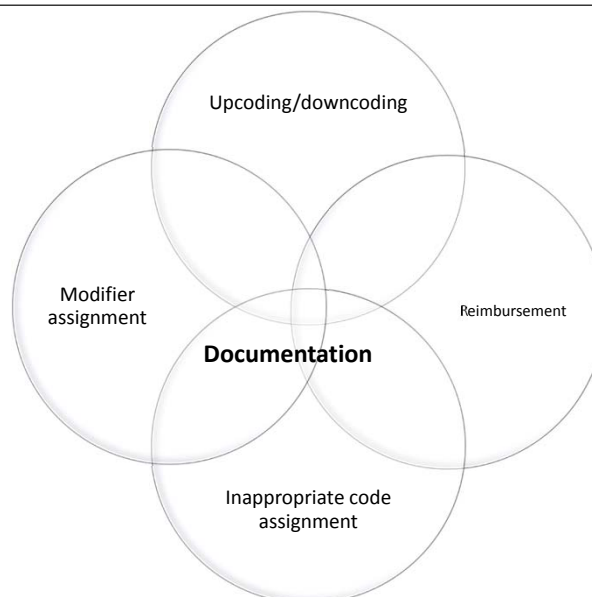 Upcoding/downcoding
Modifier
assignment
Reimbursement
Documentation
Inappropriate code
assignment